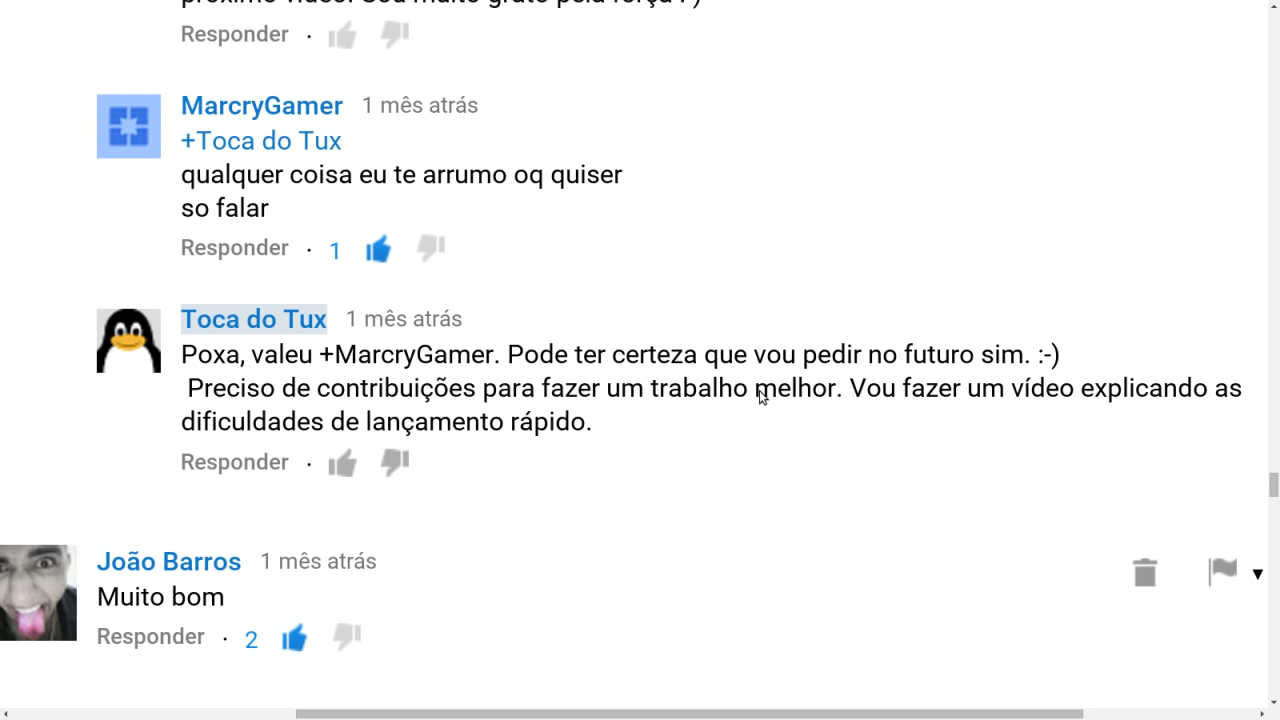 Responder ·
MarcryGamer 1 mês atrás
+Toca do Tux
qualquer coisa eu te arrumo oq quiser
so falar
Responder · 1
Toca do Tux 1 mês atrás
Poxa, valeu +MarcryGamer. Pode ter certeza que vou pedir no futuro sim. :-)
Preciso de contribuições para fazer um trabalho melhor. Vou fazer um vídeo explicando as
dificuldades de lançamento rápido.
Responder ·
João Barros 1 mês atrás
Muito bom
Responder · 2